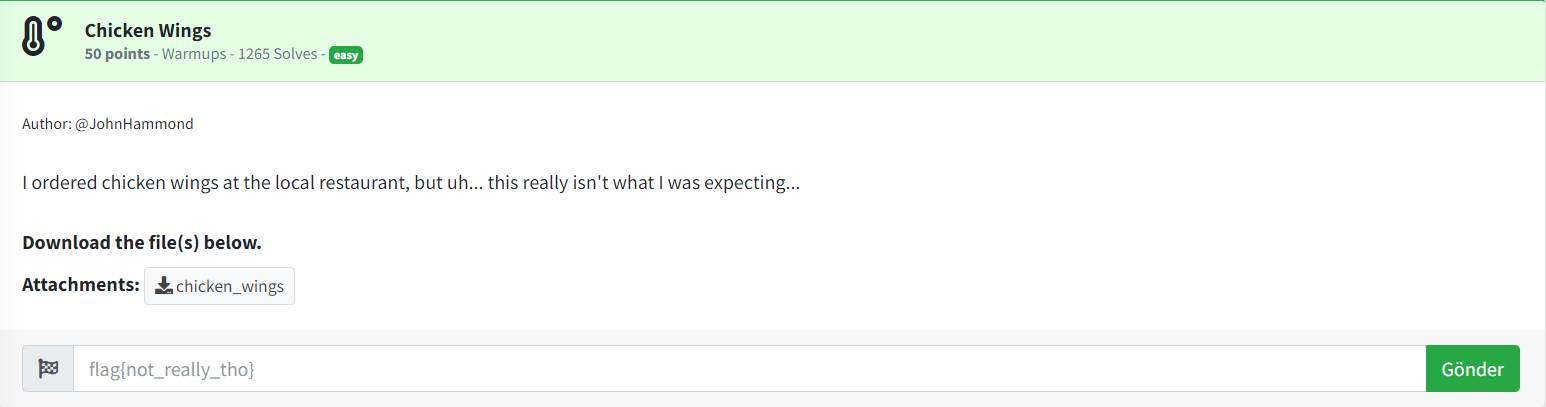 Chicken Wings
50 points - Warmups - 1265 Solves - easy
Author: @JohnHammond
I ordered chicken wings at the local restaurant, but uh... this really isn't what I was expecting...
Download the file(s) below.
Attachments: chicken_wings
flag{not_really_tho} Gönder